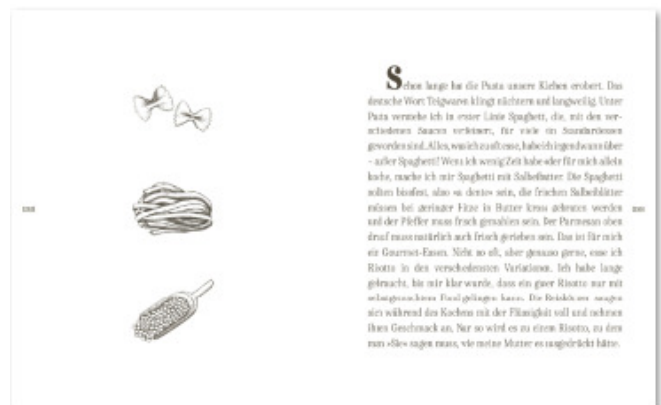 Schon lange hat die Pasta unsere Küchen erobert. Das
deutsche Wort Teigwaren klingt nüchtern und langweilig. Unter
Pasta verstehe ich in erster Linie Spaghetti, die, mit den ver-
schiedenen Saucen verfeinert, für viele ein Standardessen
geworden sind. Alles, was ich zu oft esse, habe ich irgendwann über
– außer Spaghetti! Wenn ich wenig Zeit habe oder für mich allein
koche, mache ich mir Spaghetti mit Salbeibutter. Die Spaghetti
sollten bissfest, also »a dente« sein, die frischen Salbeiblätter
müssen bei geringer Hitze in Butter kross gebraten werden
und der Pfeffer muss frisch gemahlen sein. Der Parmesan oben
drauf muss natürlich auch frisch gerieben sein. Das ist für mich
ein Gourmet-Essen. Nicht so oft, aber genauso gerne, esse ich
Risotto in den verschiedensten Variationen. Ich habe lange
gebraucht, bis mir klar wurde, dass ein guter Risotto nur mit
selbstgemachtem Fond gelingen kann. Die Reiskörner saugen
sich während des Kochens mit der Flüssigkeit voll und nehmen
ihren Geschmack an. Nur so wird es zu einem Risotto, zu dem
man »Sie« sagen muss, wie meine Mutter es ausgedrückt hätte.